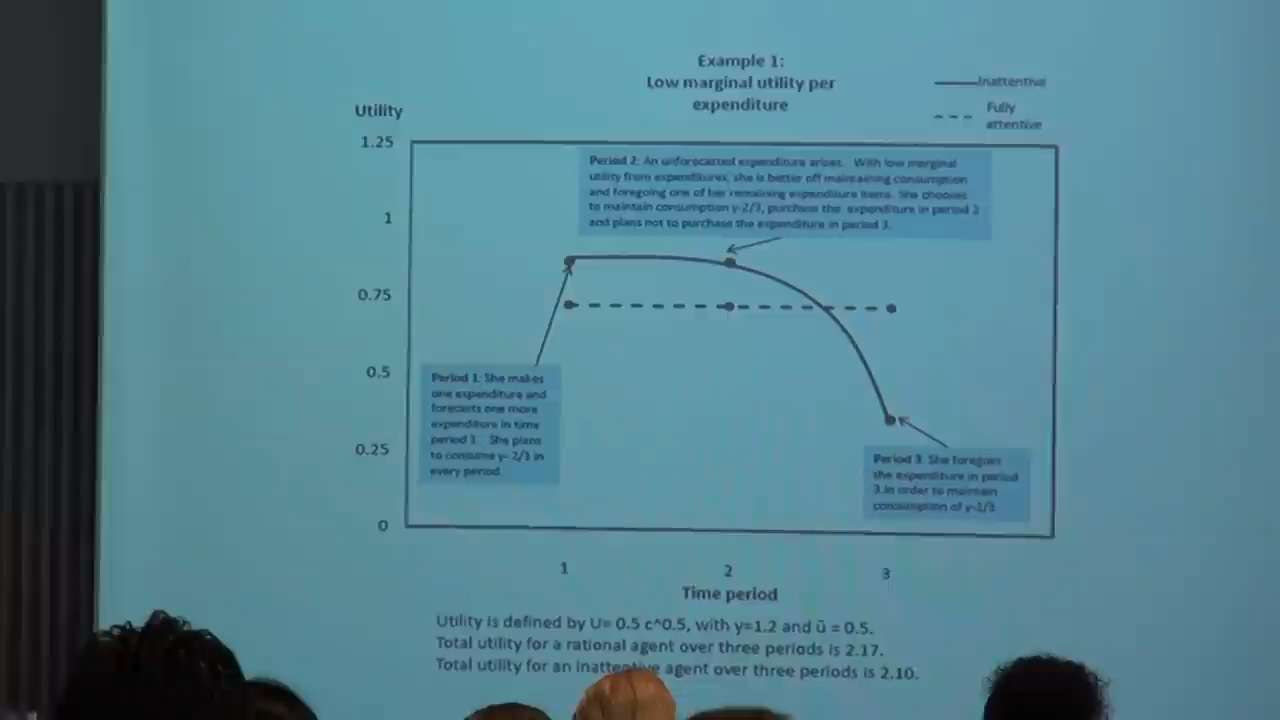 Example 1:
Low marginal utility per
expenditure
Inattentive
Fully
attentive
Utility
1.25
1
0.75
0.5
0.25
0
Period 2: An unforecasted expenditure arises. With low marginal
utility from expenditures, she is better off maintaining consumption
and foregoing one of her remaining expenditure items. She chooses
to maintain consumption y-2/3, purchase the expenditure in period 2
and plans not to purchase the expenditure in period 3.
Period 1: She makes
one expenditure and
forecasts one more
expenditure in time
period 3. She plans
to consume y- 2/3 in
every period
Period 3: She foregoes
the expenditure in period
3 in order to maintain
consumption of y-2/3
1
2
3
Time period
Utility is defined by U= 0.5 c^0.5, with y=1.2 and ū = 0.5.
Total utility for a rational agent over three periods is 2.17.
Total utility for an inattentive agent over three periods is 2.10.